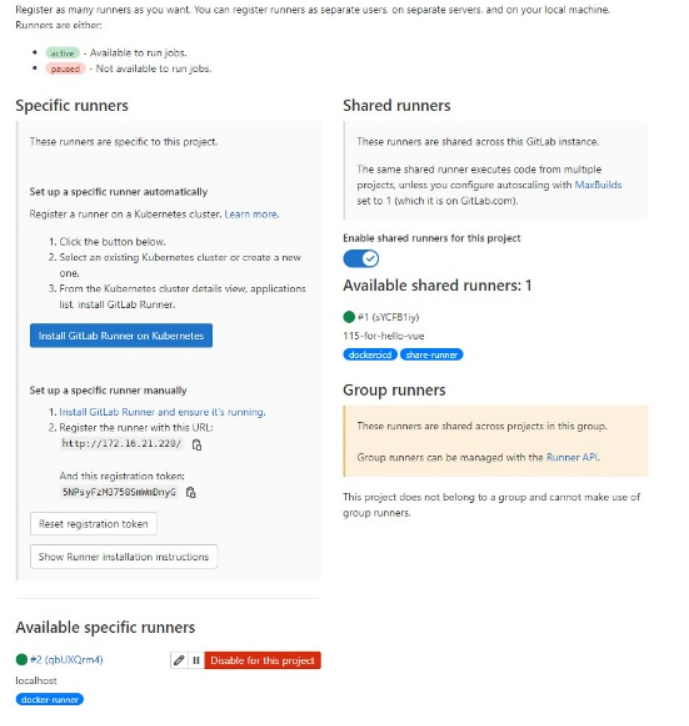 Register as many runners as you want. You can register runners as separate users, on separate servers, and on your local machine.
Runners are either:
active - Available to run jobs.
paused - Not available to run jobs.
Specific runners
These runners are specific to this project.
Set up a specific runner automatically
Register a runner on a Kubernetes cluster. Learn more.
1. Click the button below.
2. Select an existing Kubernetes cluster or create a new
one.
3. From the Kubernetes cluster details view, applications
list, install GitLab Runner.
Install GitLab Runner on Kubernetes
Set up a specific runner manually
1. Install GitLab Runner and ensure it's running.
2. Register the runner with this URL:
http://172.16.21.220/
And this registration token:
5NPsyFzM3758SmWmDnyG
Reset registration token
Show Runner installation instructions
Available specific runners
#2 (qbUXQrm4)
Disable for this project
localhost
docker-runner
Shared runners
These runners are shared across this GitLab instance.
The same shared runner executes code from multiple
projects, unless you configure autoscaling with MaxBuilds
set to 1 (which it is on GitLab.com).
Enable shared runners for this project
Available shared runners: 1
#1 (sYCFB1iy)
115-for-hello-vue
dockercicd share-runner
Group runners
These runners are shared across projects in this group.
Group runners can be managed with the Runner API.
This project does not belong to a group and cannot make use of
group runners.